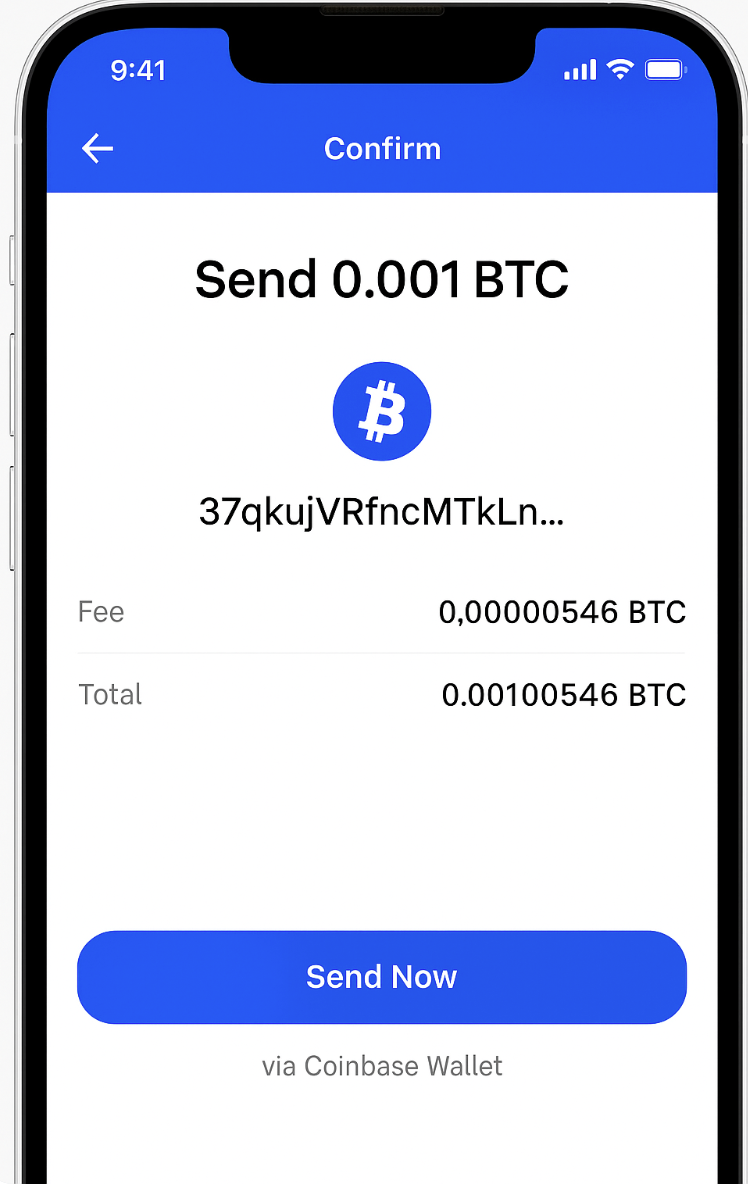 9:41
Confirm
Send 0.001 BTC
37qkujVRfncMTkLn...
Fee 0,00000546 BTC
Total 0.00100546 BTC
Send Now
via Coinbase Wallet